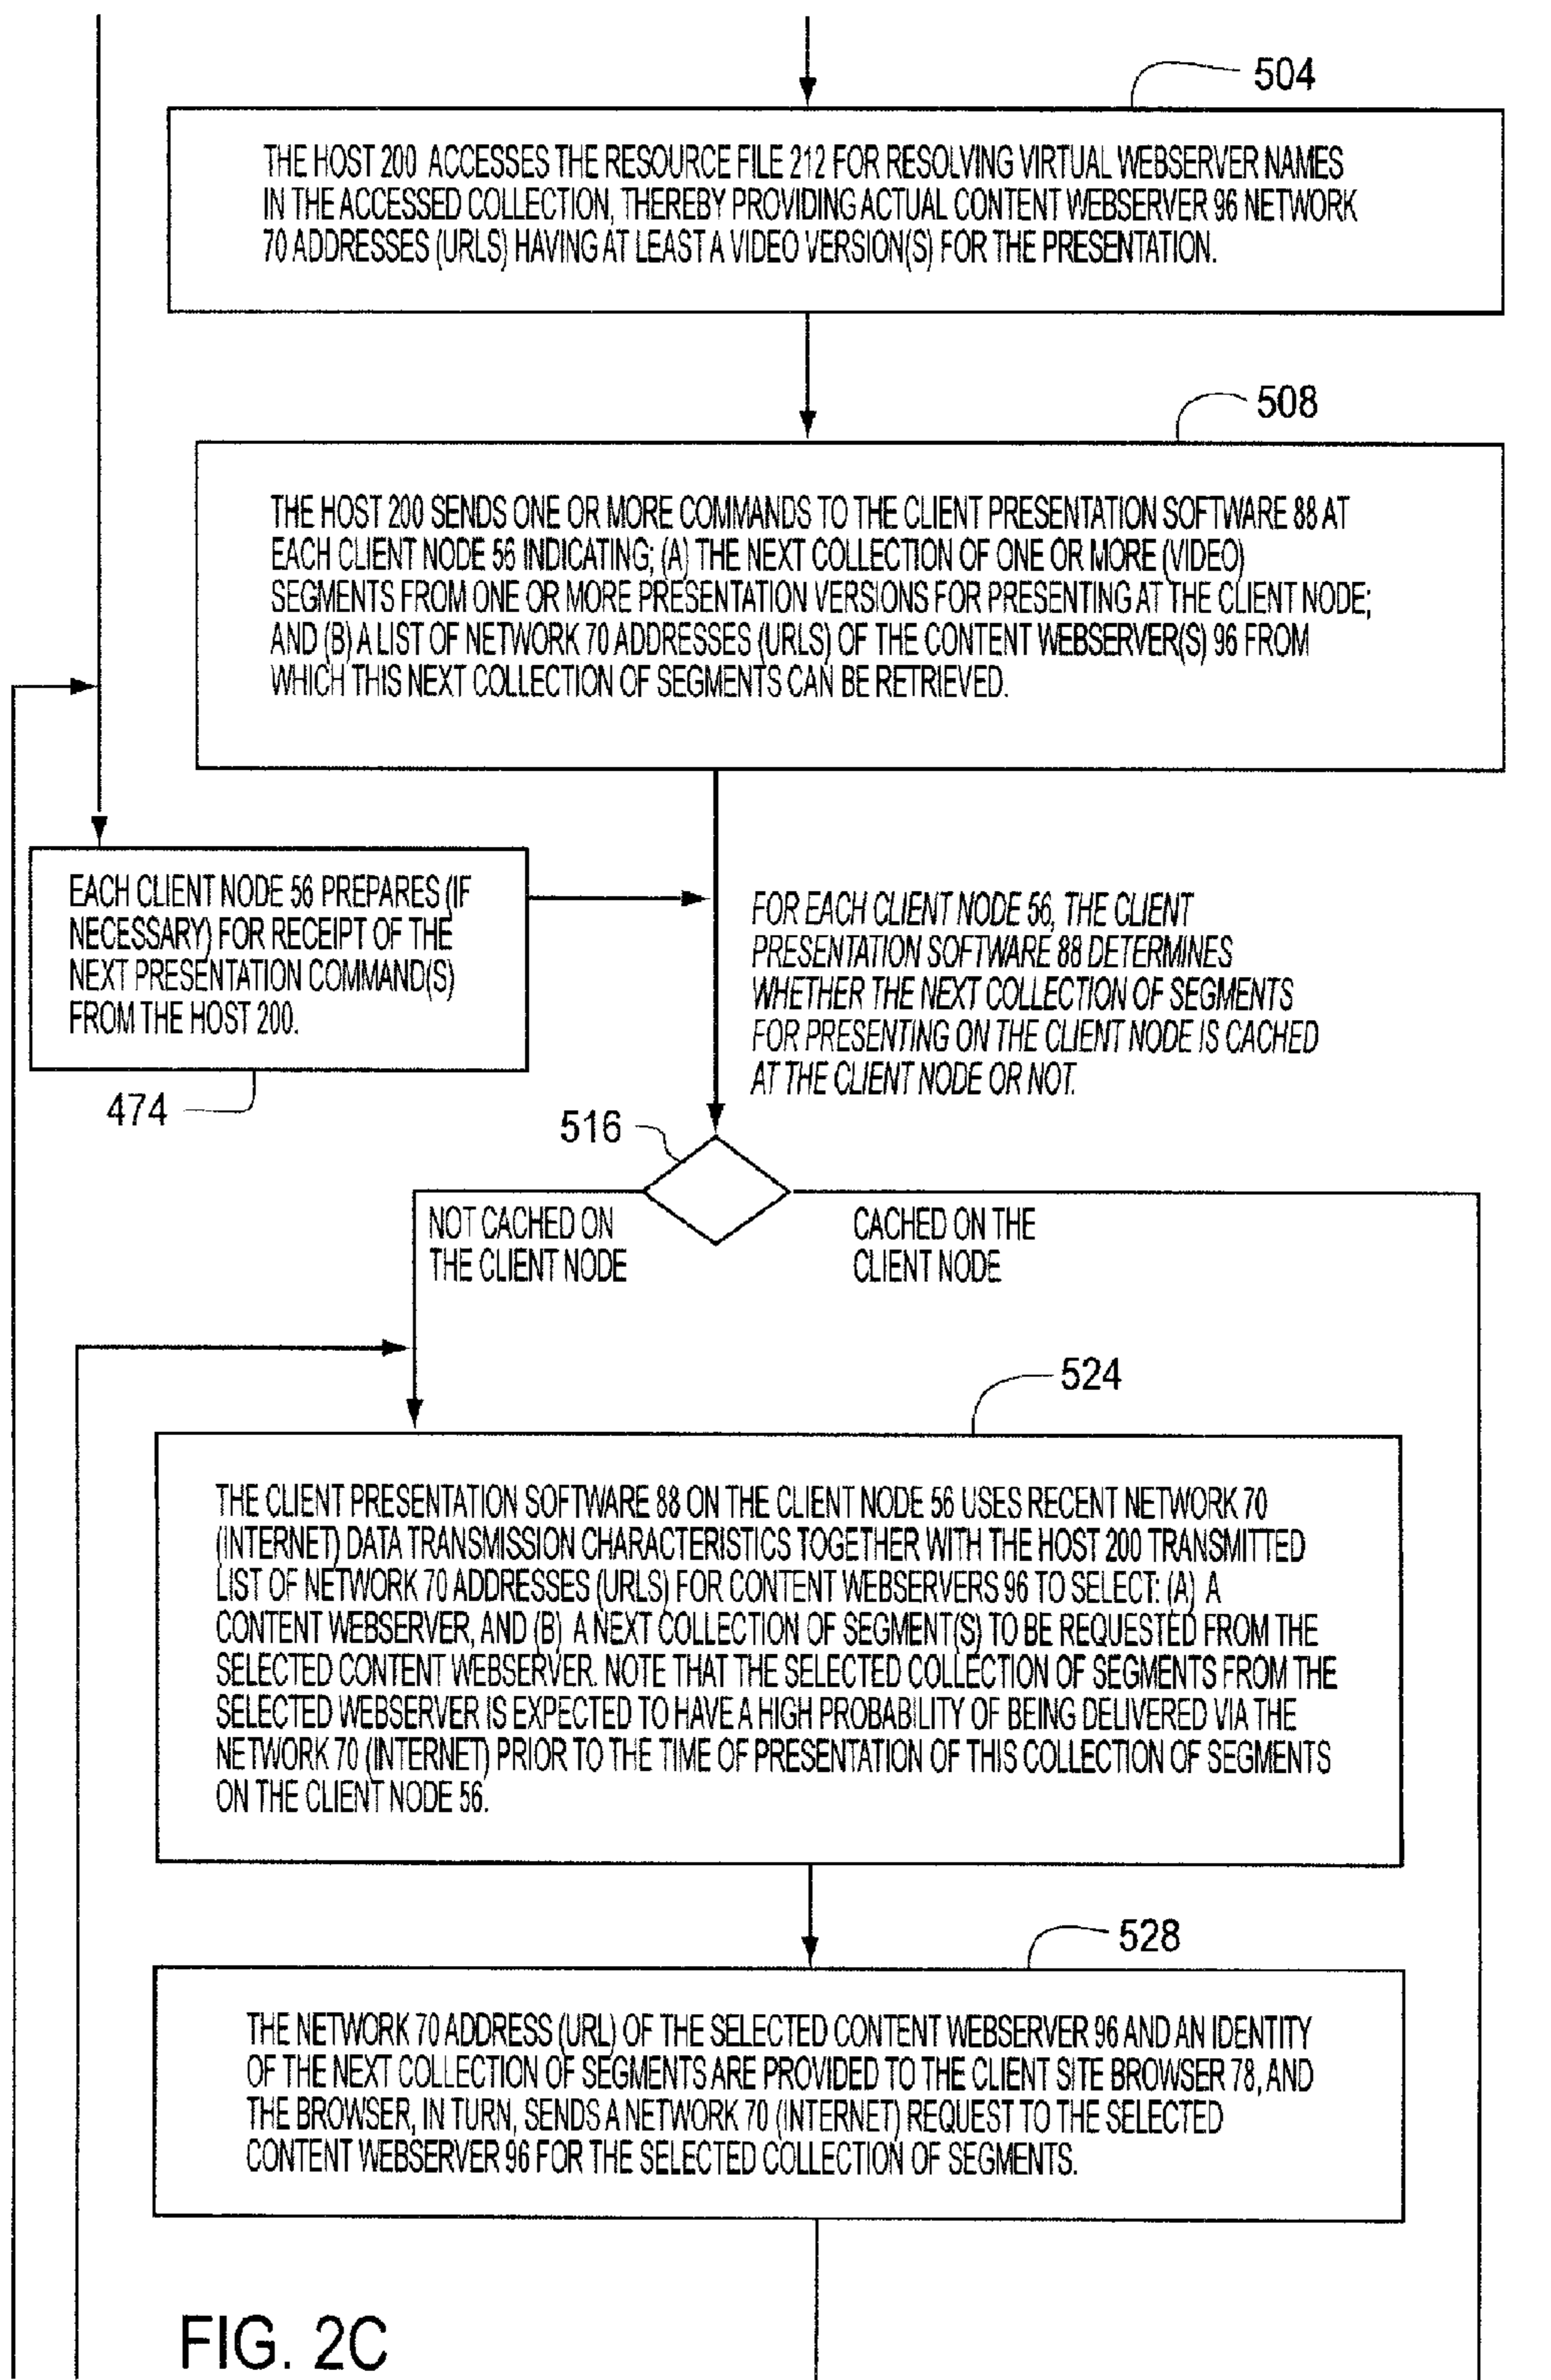 504
THE HOST 200 ACCESSES THE RESOURCE FILE 212 FOR RESOLVING VIRTUAL WEBSERVER NAMES
IN THE ACCESSED COLLECTION, THEREBY PROVIDING ACTUAL CONTENT WEBSERVER 96 NETWORK
70 ADDRESSES (URLS) HAVING AT LEAST A VIDEO VERSION(S) FOR THE PRESENTATION.
508
THE HOST 200 SENDS ONE OR MORE COMMANDS TO THE CLIENT PRESENTATION SOFTWARE 88 AT
EACH CLIENT NODE 56 INDICATING; (A) THE NEXT COLLECTION OF ONE OR MORE (VIDEO)
SEGMENTS FROM ONE OR MORE PRESENTATION VERSIONS FOR PRESENTING AT THE CLIENT NODE;
AND (B) A LIST OF NETWORK 70 ADDRESSES (URLS) OF THE CONTENT WEBSERVER(S) 96 FROM
WHICH THIS NEXT COLLECTION OF SEGMENTS CAN BE RETRIEVED.
EACH CLIENT NODE 56 PREPARES (IF
NECESSARY) FOR RECEIPT OF THE
NEXT PRESENTATION COMMAND(S)
FROM THE HOST 200.
474
FOR EACH CLIENT NODE 56, THE CLIENT
PRESENTATION SOFTWARE 88 DETERMINES
WHETHER THE NEXT COLLECTION OF SEGMENTS
FOR PRESENTING ON THE CLIENT NODE IS CACHED
AT THE CLIENT NODE OR NOT.
516
NOT CACHED ON
THE CLIENT NODE
CACHED ON THE
CLIENT NODE
524
THE CLIENT PRESENTATION SOFTWARE 88 ON THE CLIENT NODE 56 USES RECENT NETWORK 70
(INTERNET) DATA TRANSMISSION CHARACTERISTICS TOGETHER WITH THE HOST 200 TRANSMITTED
LIST OF NETWORK 70 ADDRESSES (URLS) FOR CONTENT WEBSERVERS 96 TO SELECT: (A) A
CONTENT WEBSERVER, AND (B) A NEXT COLLECTION OF SEGMENT(S) TO BE REQUESTED FROM THE
SELECTED CONTENT WEBSERVER. NOTE THAT THE SELECTED COLLECTION OF SEGMENTS FROM THE
SELECTED WEBSERVER IS EXPECTED TO HAVE A HIGH PROBABILITY OF BEING DELIVERED VIA THE
NETWORK 70 (INTERNET) PRIOR TO THE TIME OF PRESENTATION OF THIS COLLECTION OF SEGMENTS
ON THE CLIENT NODE 56.
528
THE NETWORK 70 ADDRESS (URL) OF THE SELECTED CONTENT WEBSERVER 96 AND AN IDENTITY
OF THE NEXT COLLECTION OF SEGMENTS ARE PROVIDED TO THE CLIENT SITE BROWSER 78, AND
THE BROWSER, IN TURN, SENDS A NETWORK 70 (INTERNET) REQUEST TO THE SELECTED
CONTENT WEBSERVER 96 FOR THE SELECTED COLLECTION OF SEGMENTS.
FIG. 2C